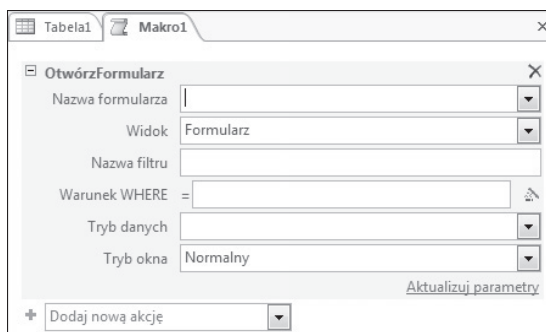 Tabela1 Makro1
OtwórzFormularz
Nazwa formularza
Widok Formularz
Nazwa filtru
Warunek WHERE =
Tryb danych
Tryb okna Normalny
Aktualizuj parametry
Dodaj nową akcję